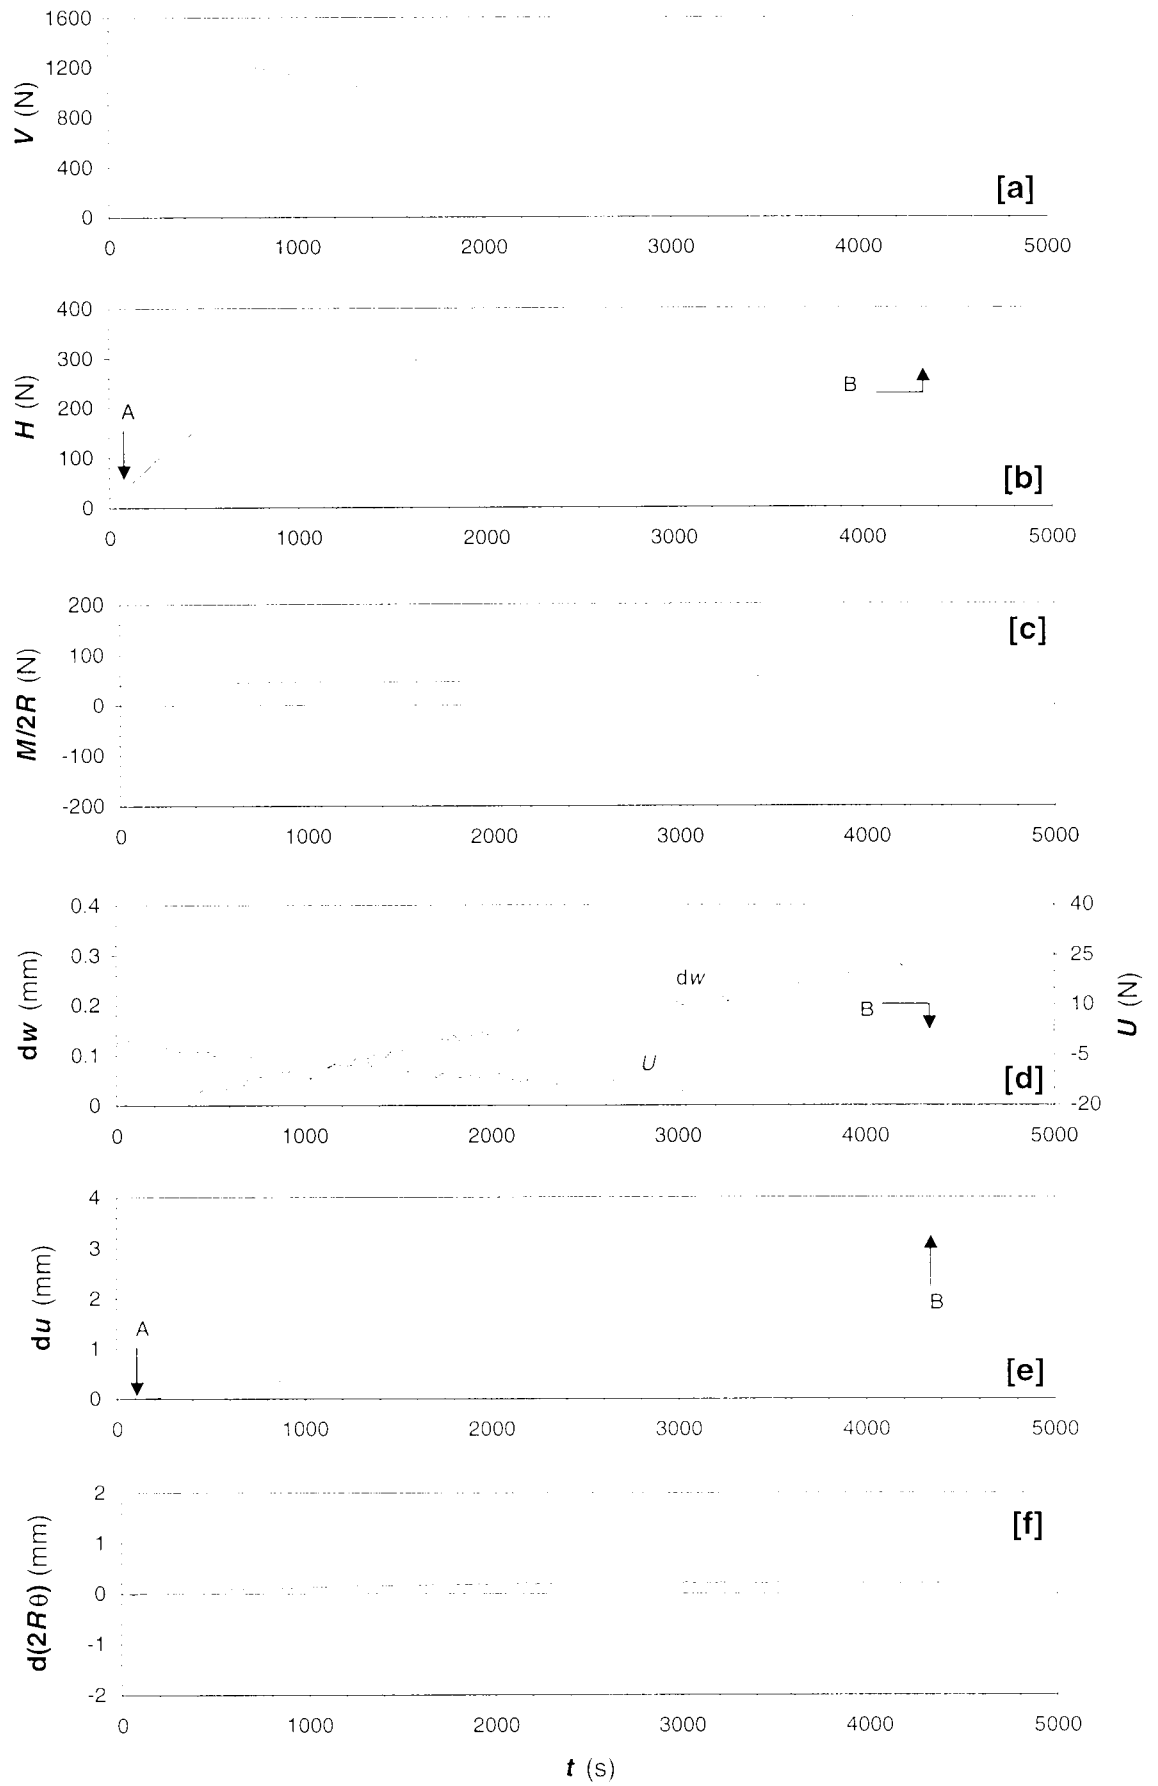 1600
1200
800
400
0
V (N)
[a]
0 1000 2000 3000 4000 5000
400
300
200
100
0
H (N)
A
B
[b]
0 1000 2000 3000 4000 5000
200
100
0
-100
-200
M/2R (N)
[c]
0 1000 2000 3000 4000 5000
0.4
0.3
0.2
0.1
0
dw (mm)
dw
U
B
40
25
10
-5
-20
U (N)
[d]
0 1000 2000 3000 4000 5000
4
3
2
1
0
du (mm)
A
B
[e]
0 1000 2000 3000 4000 5000
2
1
0
-1
-2
d(2Rθ) (mm)
[f]
0 1000 2000 3000 4000 5000
t (s)